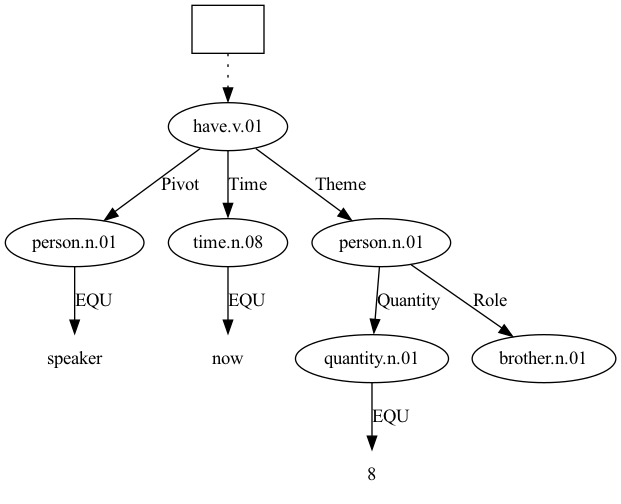 have.v.01
Pivot Time Theme
person.n.01 time.n.08 person.n.01
EQU EQU Quantity Role
speaker now quantity.n.01 brother.n.01
EQU
8